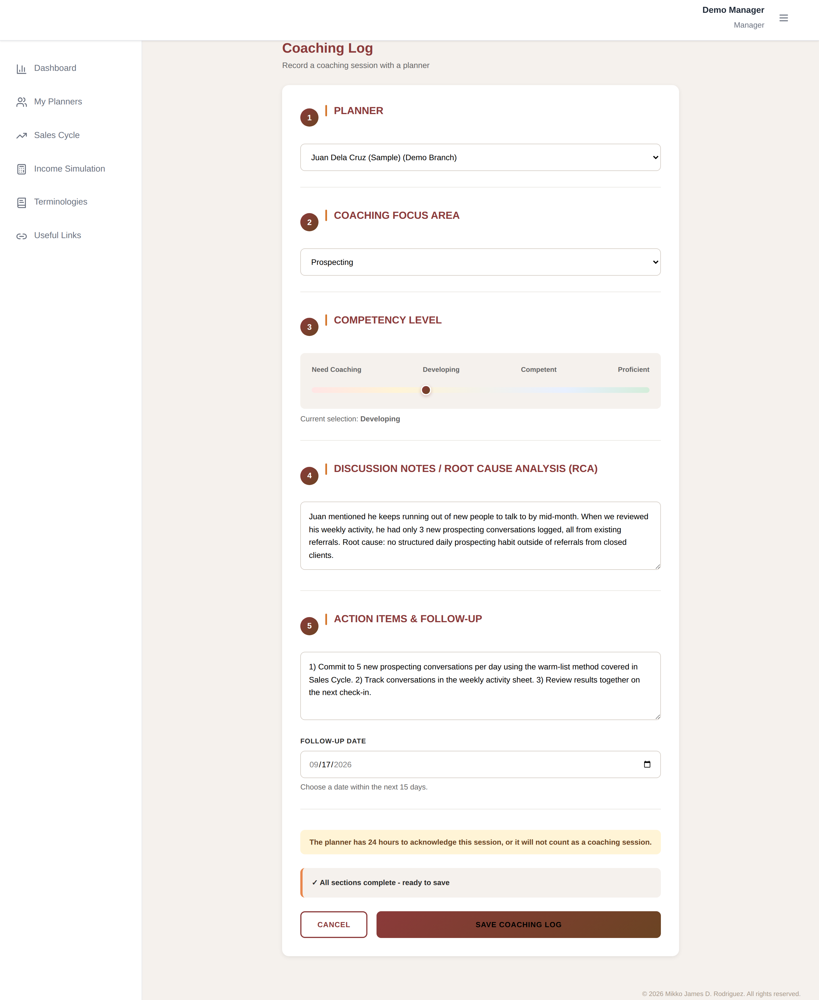 Demo Manager
Manager
Dashboard
My Planners
Sales Cycle
Income Simulation
Terminologies
Useful Links
Coaching Log
Record a coaching session with a planner
1
PLANNER
Juan Dela Cruz (Sample) (Demo Branch)
2
COACHING FOCUS AREA
Prospecting
3
COMPETENCY LEVEL
Need Coaching Developing Competent Proficient
Current selection: Developing
4
DISCUSSION NOTES / ROOT CAUSE ANALYSIS (RCA)
Juan mentioned he keeps running out of new people to talk to by mid-month. When we reviewed
his weekly activity, he had only 3 new prospecting conversations logged, all from existing
referrals. Root cause: no structured daily prospecting habit outside of referrals from closed
clients.
5
ACTION ITEMS & FOLLOW-UP
1) Commit to 5 new prospecting conversations per day using the warm-list method covered in
Sales Cycle. 2) Track conversations in the weekly activity sheet. 3) Review results together on
the next check-in.
FOLLOW-UP DATE
09/17/2026
Choose a date within the next 15 days.
The planner has 24 hours to acknowledge this session, or it will not count as a coaching session.
✓ All sections complete - ready to save
CANCEL
SAVE COACHING LOG
© 2026 Mikko James D. Rodriguez. All rights reserved.